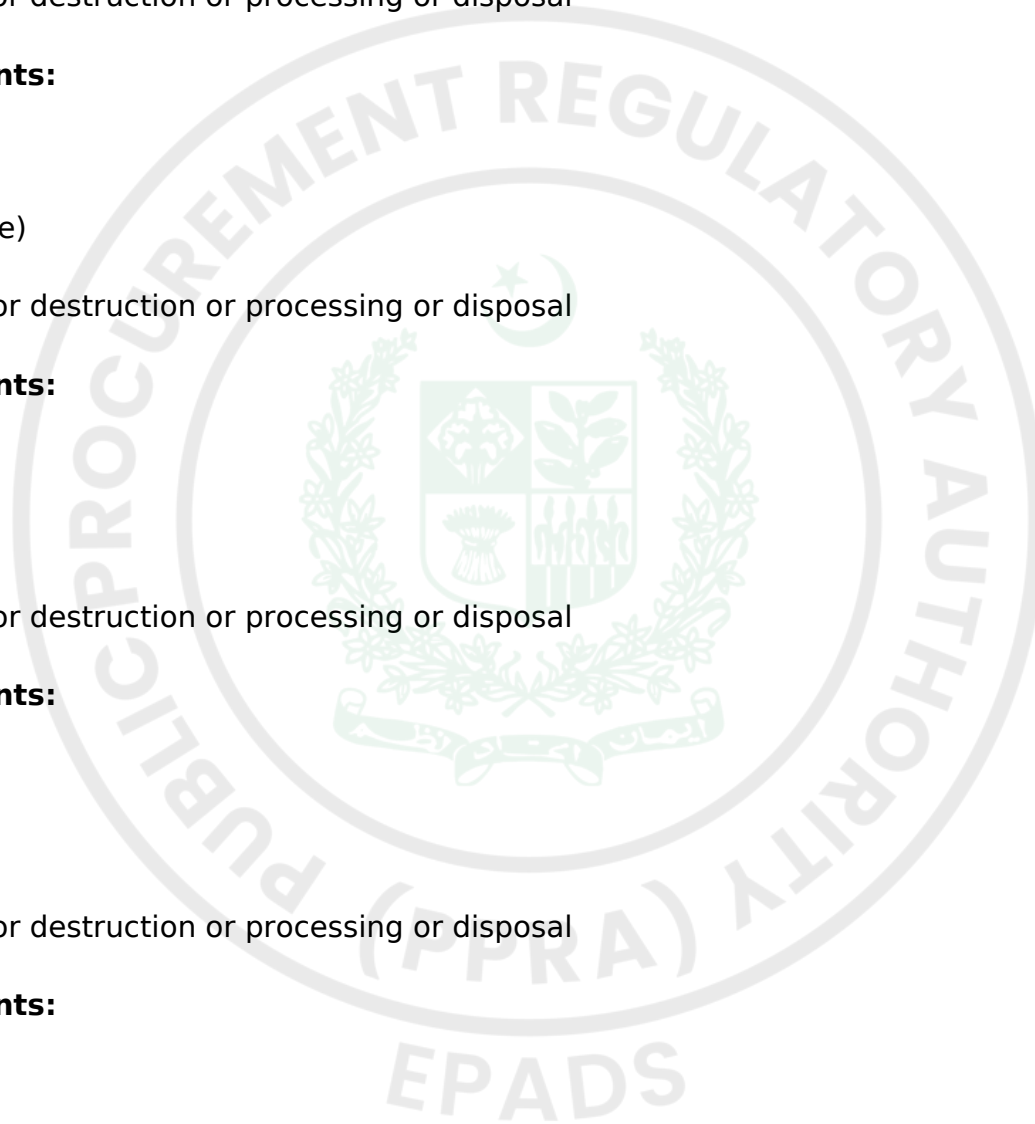 or destruction or processing or disposal
nts:
e)
or destruction or processing or disposal
nts:
or destruction or processing or disposal
nts:
or destruction or processing or disposal
nts:
PUBLIC PROCUREMENT REGULATORY AUTHORITY
(PPRA)
EPADS